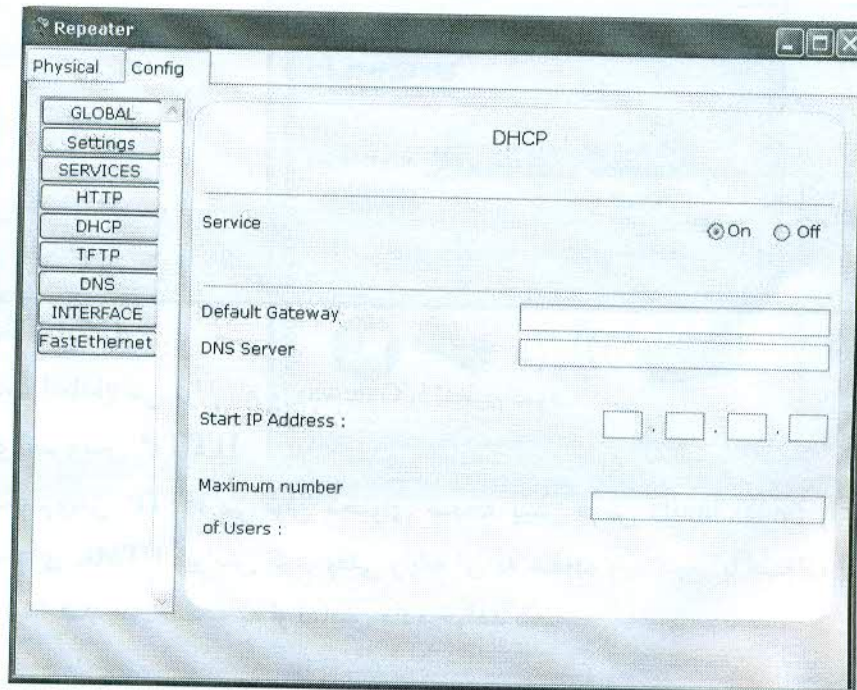 Repeater
Physical Config
GLOBAL
Settings
SERVICES
HTTP
DHCP
TFTP
DNS
INTERFACE
FastEthernet
DHCP
Service On Off
Default Gateway
DNS Server
Start IP Address : . . .
Maximum number
of Users :